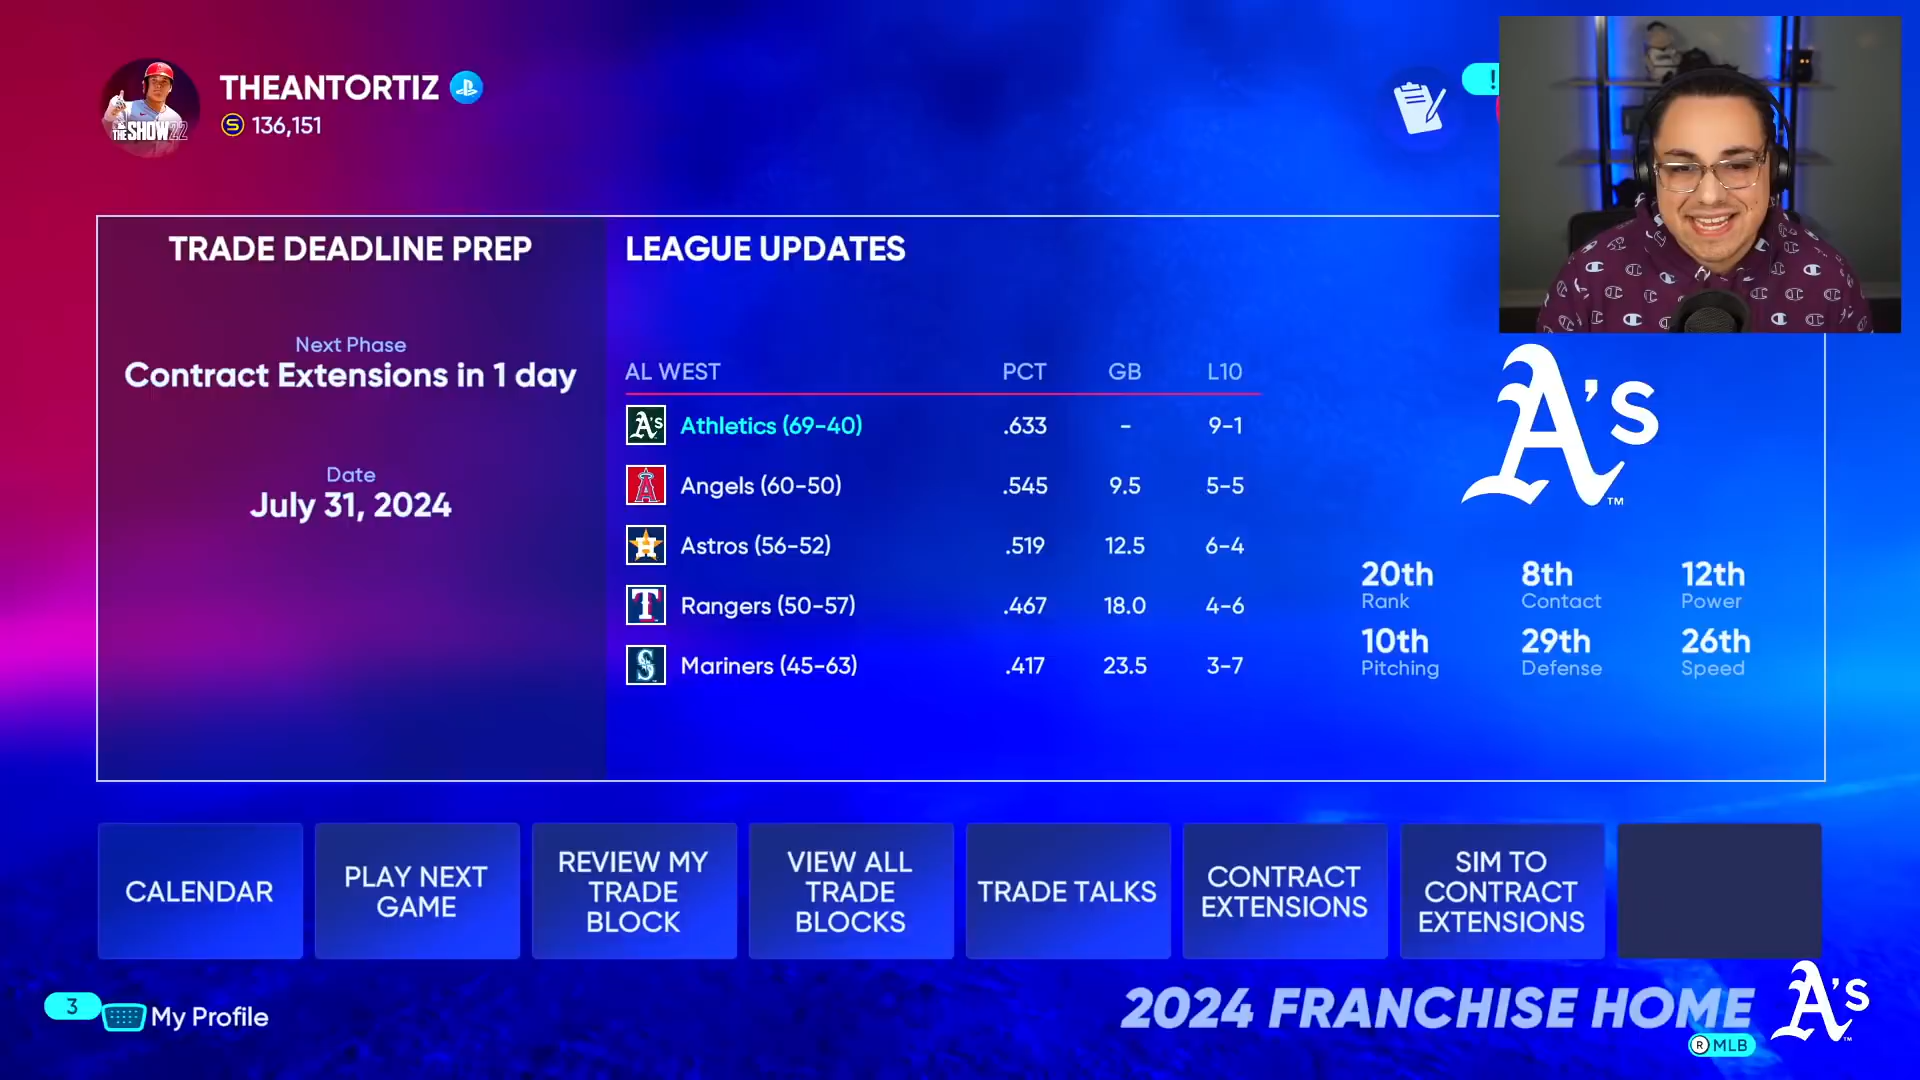 THEANTORTIZ
136,151
THE SHOW 22
!
TRADE DEADLINE PREP
Next Phase
Contract Extensions in 1 day
Date
July 31, 2024
LEAGUE UPDATES
AL WEST PCT GB L10
A's Athletics (69-40) .633 - 9-1
A Angels (60-50) .545 9.5 5-5
H Astros (56-52) .519 12.5 6-4
T Rangers (50-57) .467 18.0 4-6
S Mariners (45-63) .417 23.5 3-7
A's ™
20th Rank
8th Contact
12th Power
10th Pitching
29th Defense
26th Speed
CALENDAR
PLAY NEXT
GAME
REVIEW MY
TRADE
BLOCK
VIEW ALL
TRADE
BLOCKS
TRADE TALKS
CONTRACT
EXTENSIONS
SIM TO
CONTRACT
EXTENSIONS
3 My Profile
2024 FRANCHISE HOME
R MLB
A's ™